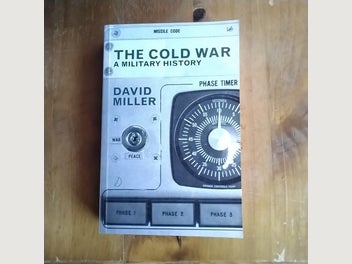 MISSILE CODE
THE COLD WAR
A MILITARY HISTORY
DAVID
MILLER
PHASE TIMER
WAR
PEACE
PHASE 1
PHASE 2
PHASE 3